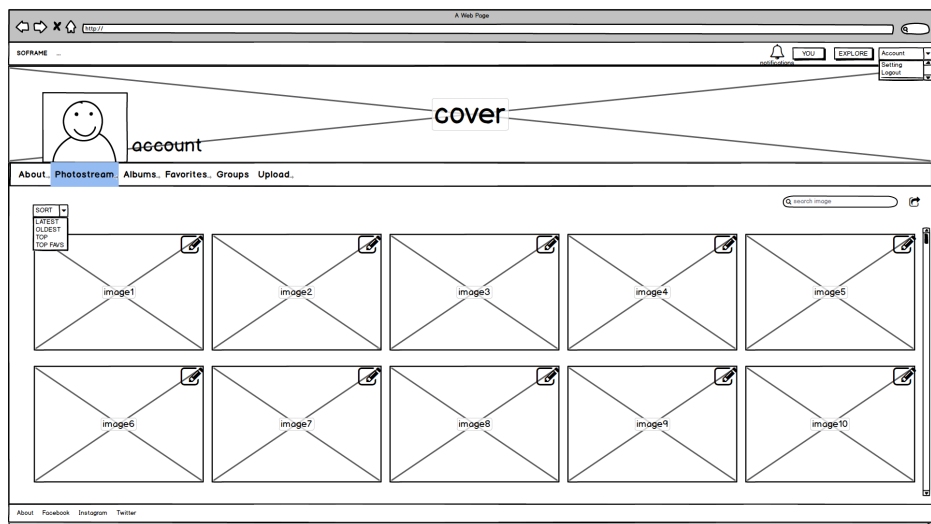 A Web Page
http://
SOFRAME ...
notifications
YOU
EXPLORE
Account
Setting
Logout
cover
account
About.. Photostream.. Albums.. Favorites.. Groups Upload..
SORT
LATEST
OLDEST
TOP
TOP FAVS
search image
image1
image2
image3
image4
image5
image6
image7
image8
image9
image10
About Facebook Instagram Twitter